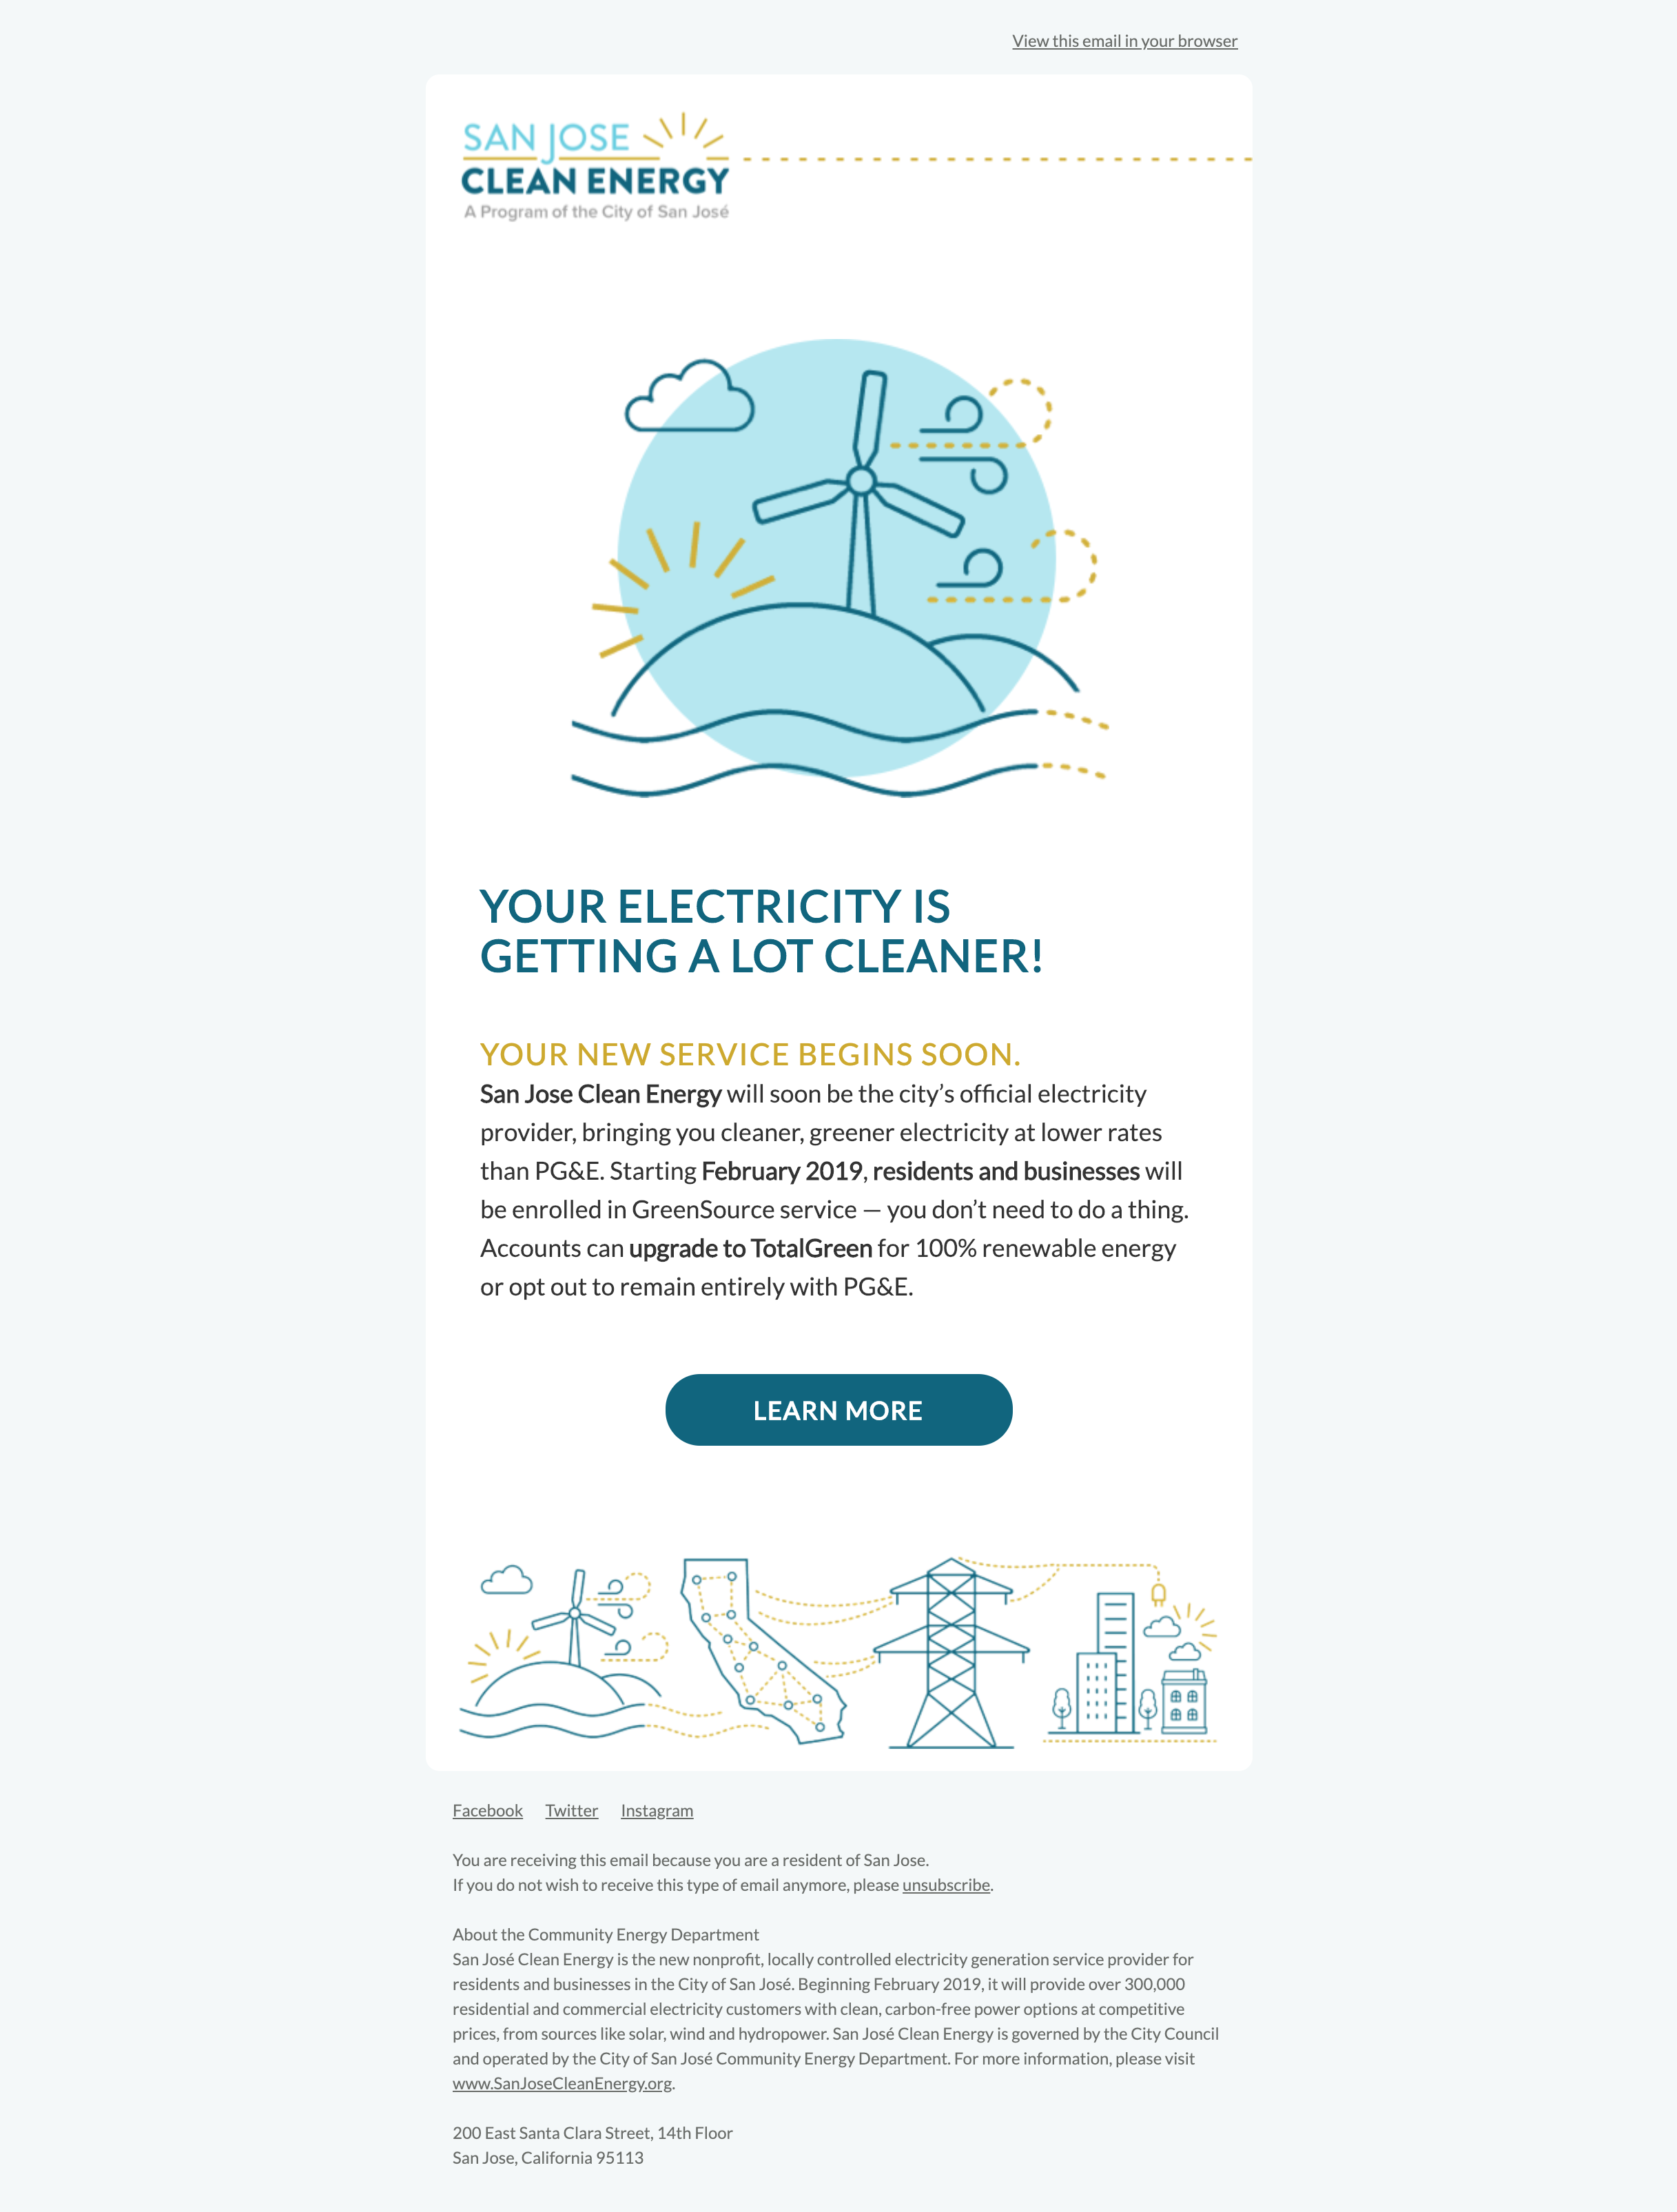 View this email in your browser
SAN JOSE
CLEAN ENERGY
A Program of the City of San José
YOUR ELECTRICITY IS
GETTING A LOT CLEANER!
YOUR NEW SERVICE BEGINS SOON.
San Jose Clean Energy will soon be the city’s official electricity
provider, bringing you cleaner, greener electricity at lower rates
than PG&E. Starting February 2019, residents and businesses will
be enrolled in GreenSource service — you don’t need to do a thing.
Accounts can upgrade to TotalGreen for 100% renewable energy
or opt out to remain entirely with PG&E.
LEARN MORE
Facebook Twitter Instagram
You are receiving this email because you are a resident of San Jose.
If you do not wish to receive this type of email anymore, please unsubscribe.
About the Community Energy Department
San José Clean Energy is the new nonprofit, locally controlled electricity generation service provider for
residents and businesses in the City of San José. Beginning February 2019, it will provide over 300,000
residential and commercial electricity customers with clean, carbon-free power options at competitive
prices, from sources like solar, wind and hydropower. San José Clean Energy is governed by the City Council
and operated by the City of San José Community Energy Department. For more information, please visit
www.SanJoseCleanEnergy.org.
200 East Santa Clara Street, 14th Floor
San Jose, California 95113